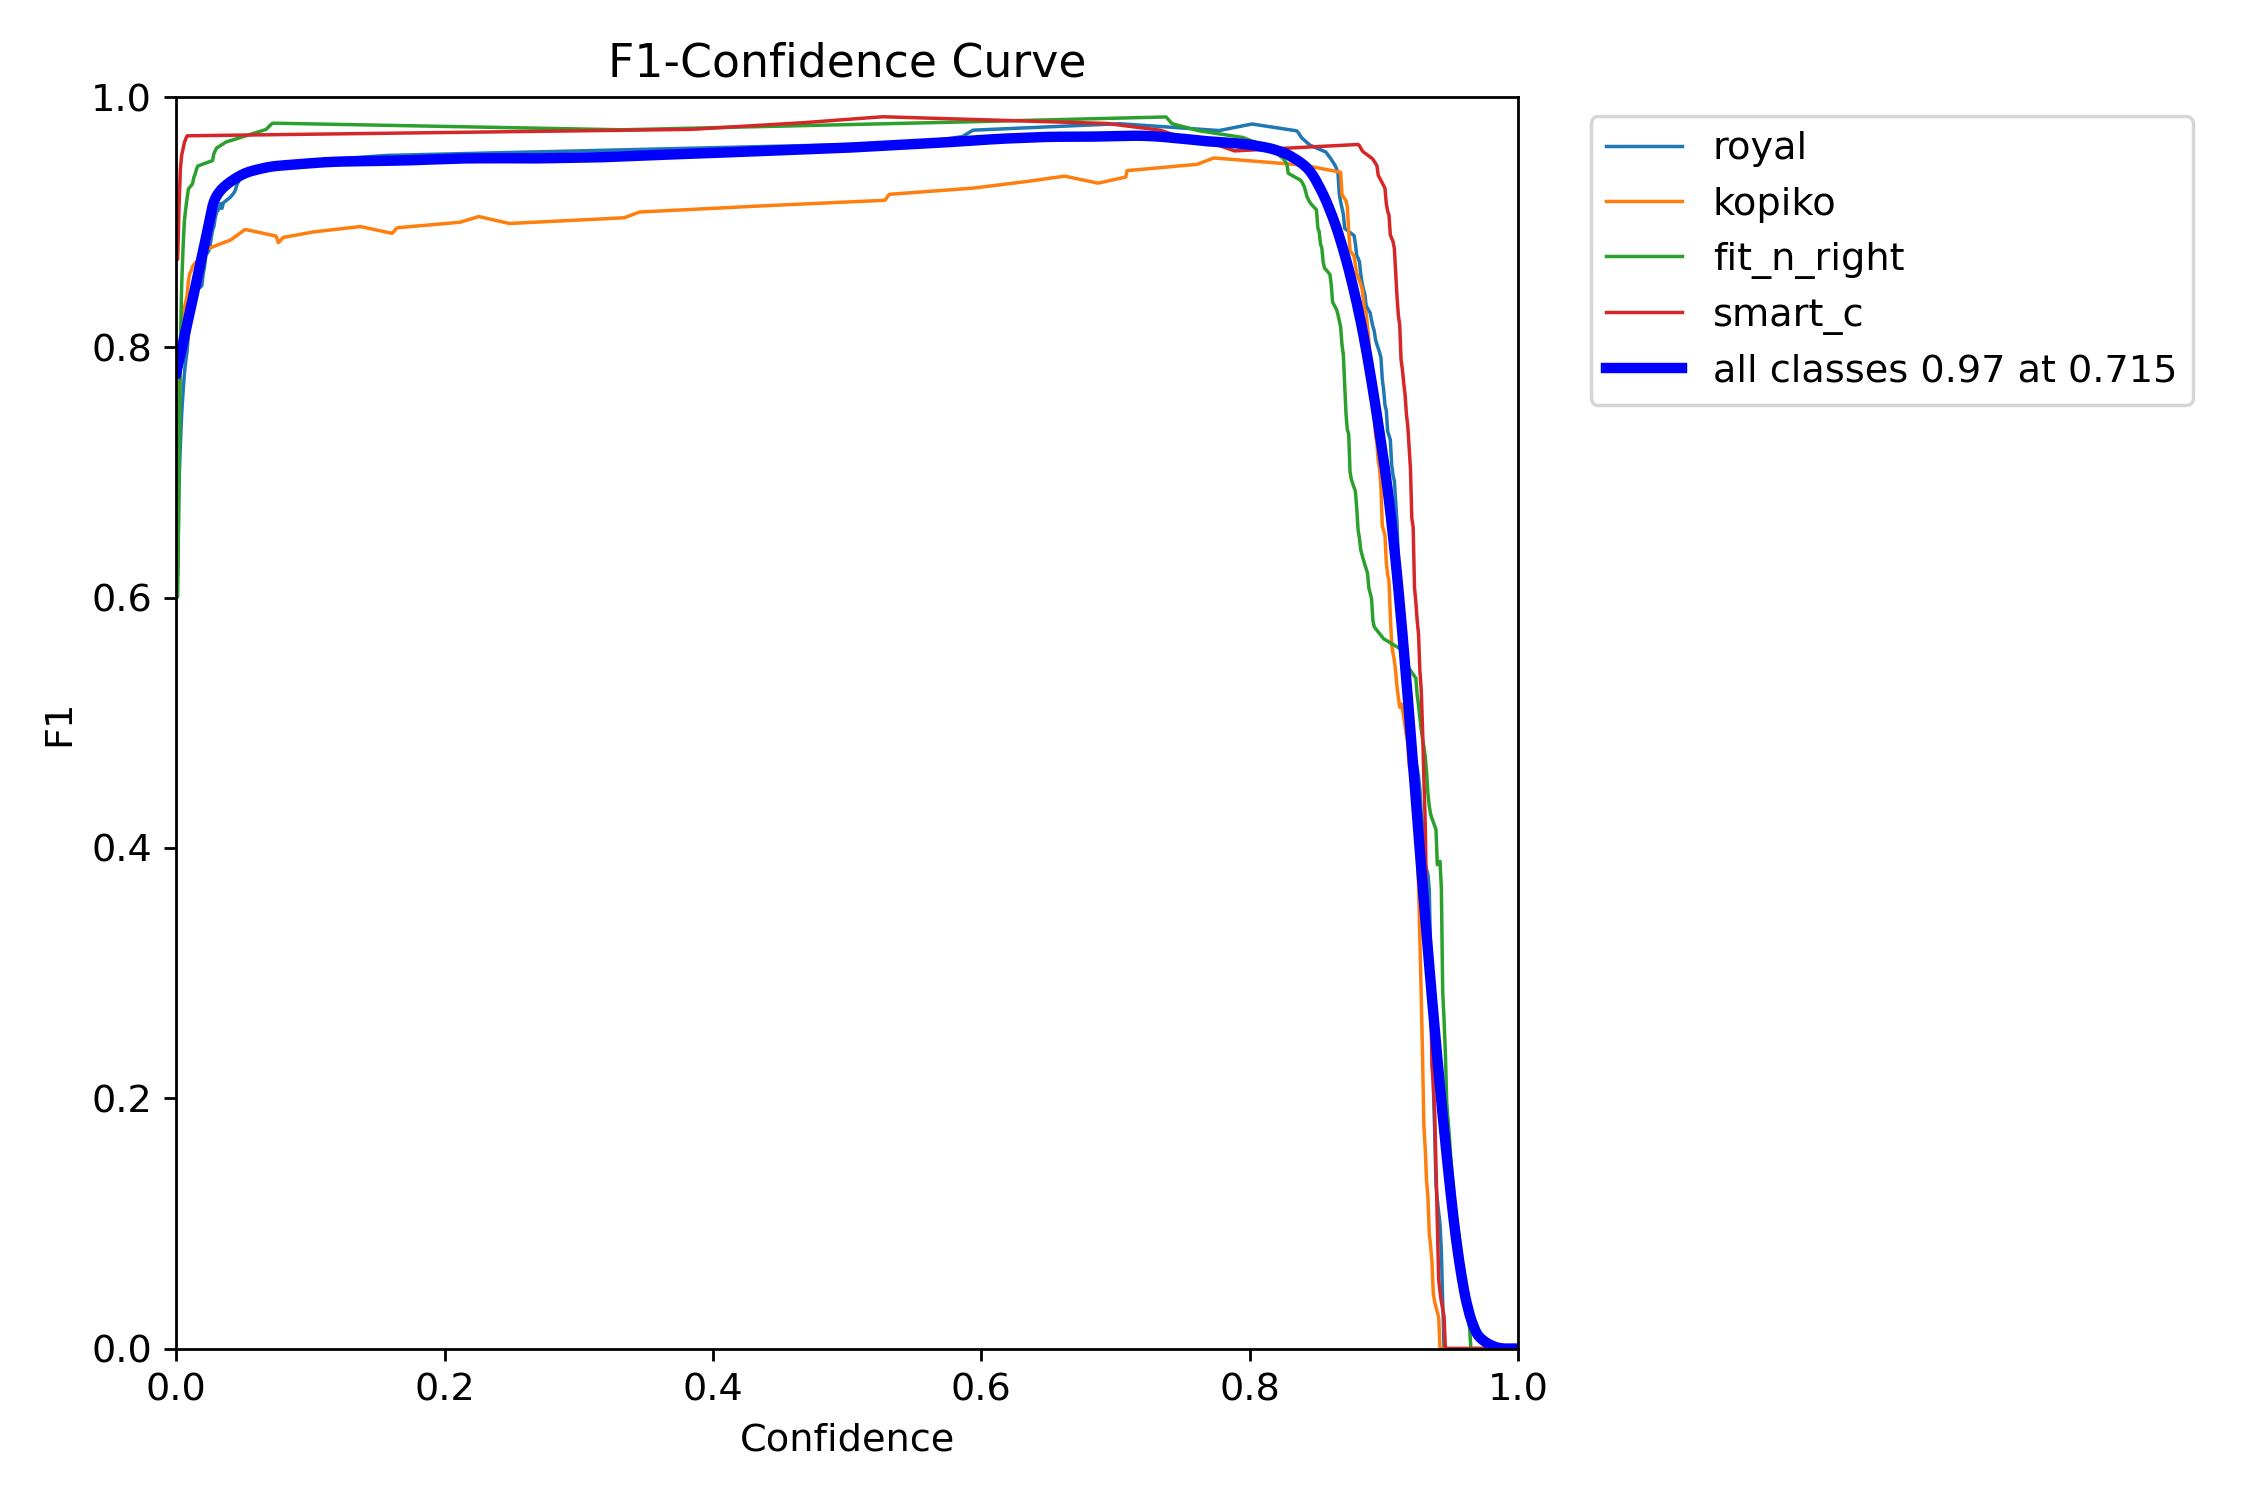 F1-Confidence Curve
1.0
0.8
0.6
0.4
0.2
0.0
F1
0.0 0.2 0.4 0.6 0.8 1.0
Confidence
royal
kopiko
fit_n_right
smart_c
all classes 0.97 at 0.715